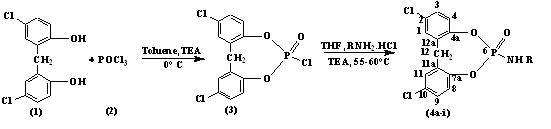 Cl
OH
CH2
+ POCl3
OH
Cl
(1)
(2)
Toluene, TEA
0° C
Cl
O
O
CH2
P
Cl
O
Cl
(3)
THF, RNH2.HCl
TEA, 55-60°C
Cl
2
3
4
1
4a
O
O
12a
12
CH2
6
P
NH R
11a
O
11
7a
Cl
10
9
8
(4a-i)